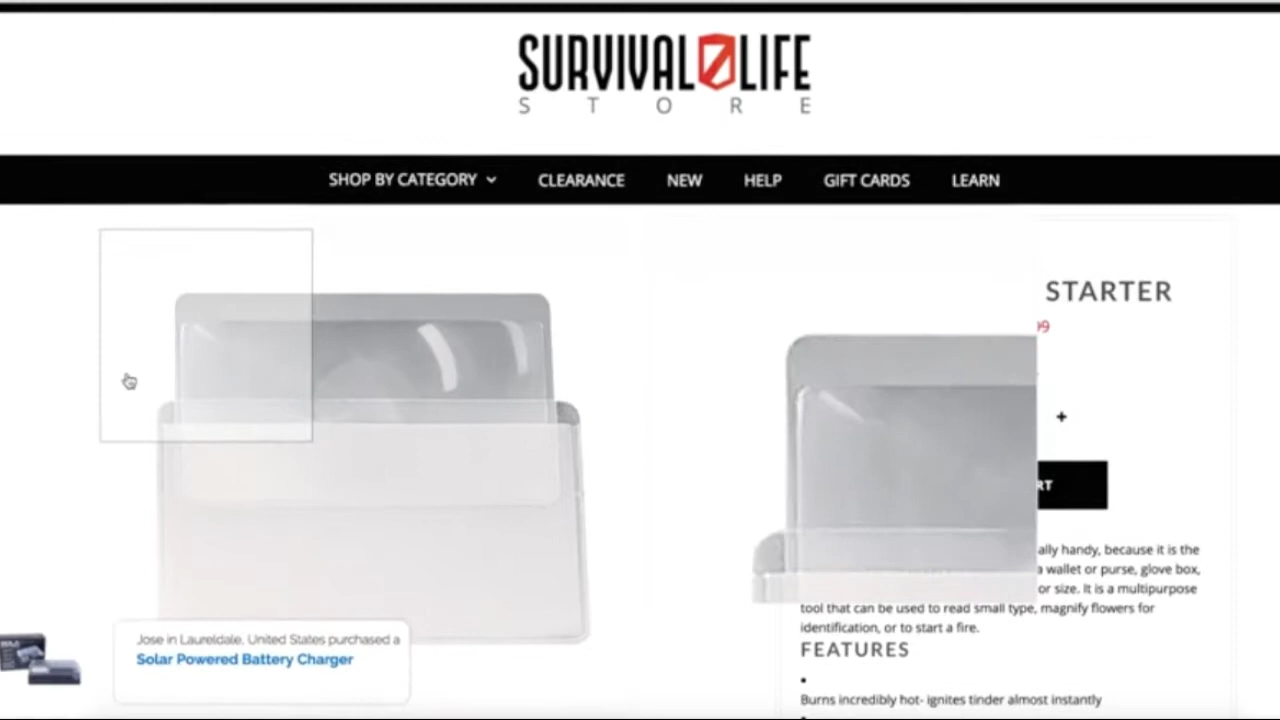 SURVIVAL LIFE
STORE
SHOP BY CATEGORY
CLEARANCE
NEW
HELP
GIFT CARDS
LEARN
STARTER
99
+
RT
ally handy, because it is the
a wallet or purse, glove box,
or size. It is a multipurpose
tool that can be used to read small type, magnify flowers for
identification, or to start a fire.
FEATURES
Burns incredibly hot- ignites tinder almost instantly
Jose in Laureldale, United States purchased a
Solar Powered Battery Charger